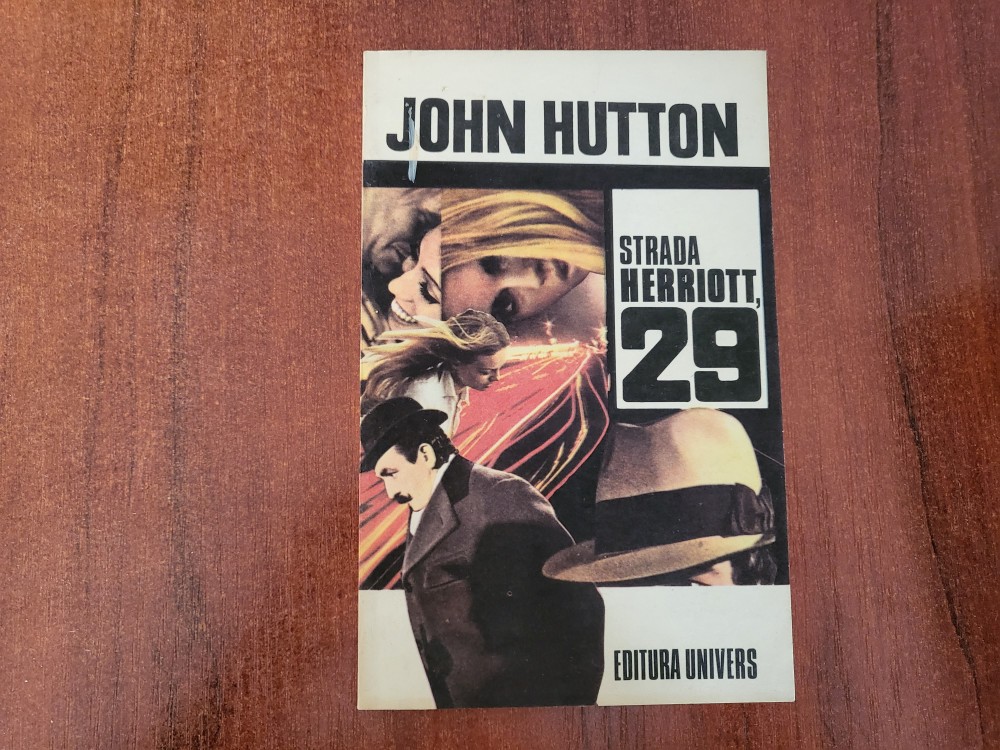 JOHN HUTTON
STRADA
HERRIOTT,
29
EDITURA UNIVERS